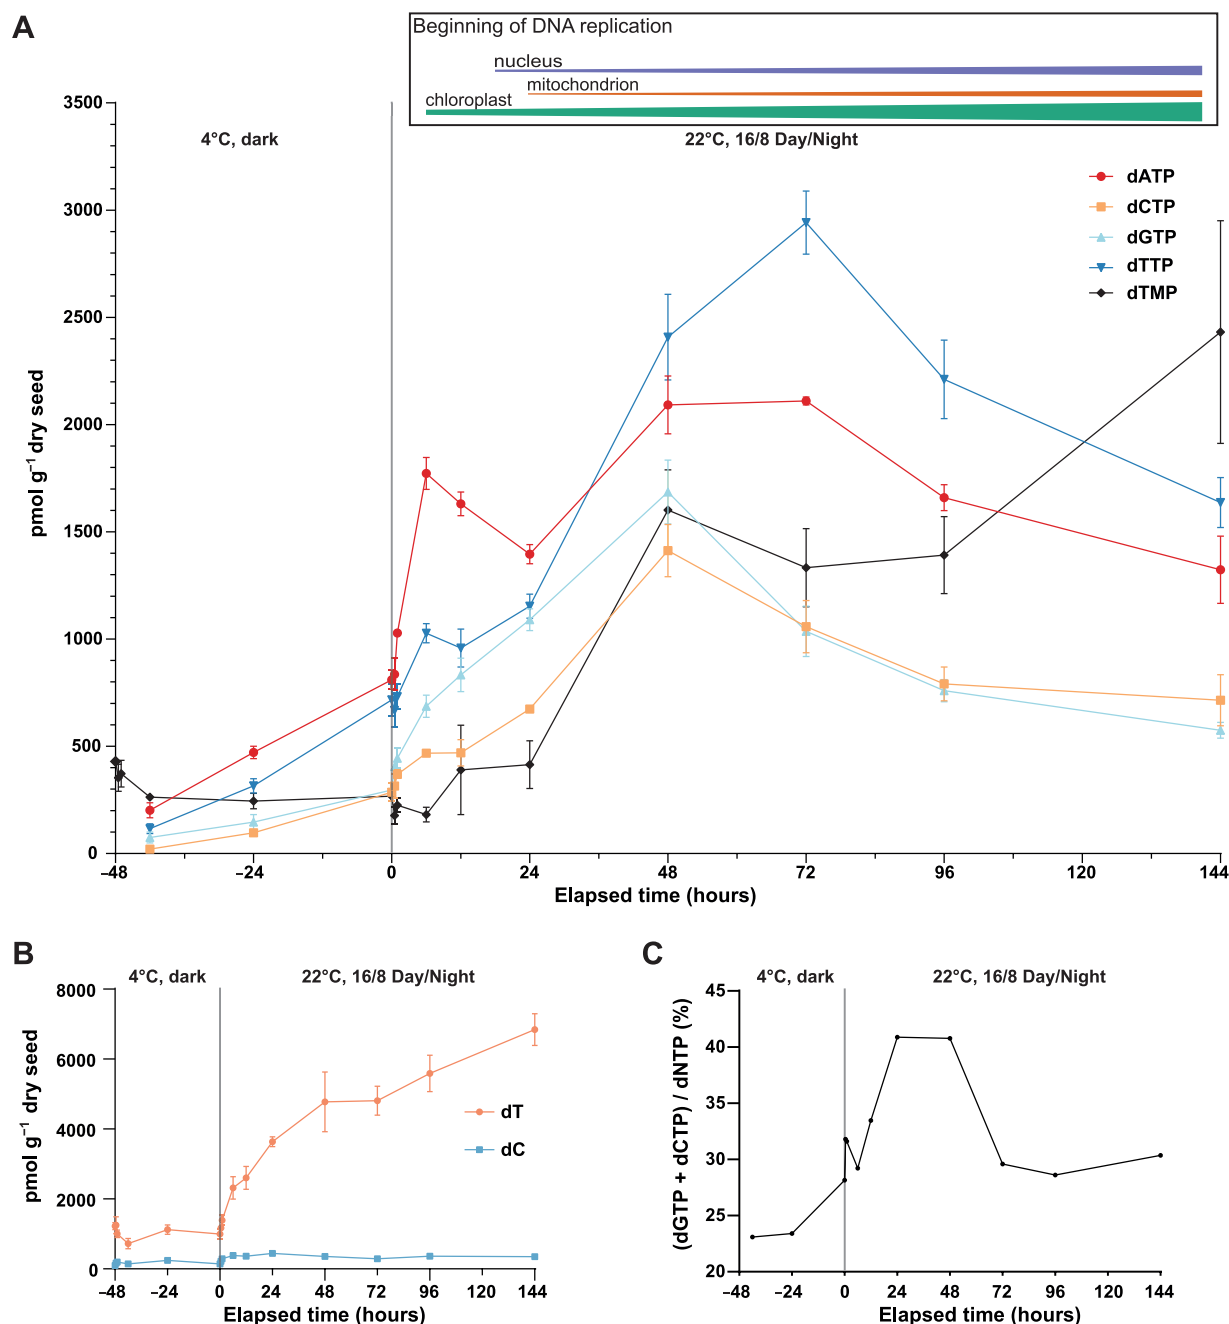 A
Beginning of DNA replication
nucleus
mitochondrion
chloroplast
4°C, dark
22°C, 16/8 Day/Night
dATP
dCTP
dGTP
dTTP
dTMP
pmol g⁻¹ dry seed
3500
3000
2500
2000
1500
1000
500
0
−48 −24 0 24 48 72 96 120 144
Elapsed time (hours)
B
4°C, dark
22°C, 16/8 Day/Night
pmol g⁻¹ dry seed
8000
6000
4000
2000
0
dT
dC
−48 −24 0 24 48 72 96 120 144
Elapsed time (hours)
C
4°C, dark
22°C, 16/8 Day/Night
(dGTP + dCTP) / dNTP (%)
45
40
35
30
25
20
−48 −24 0 24 48 72 96 120 144
Elapsed time (hours)